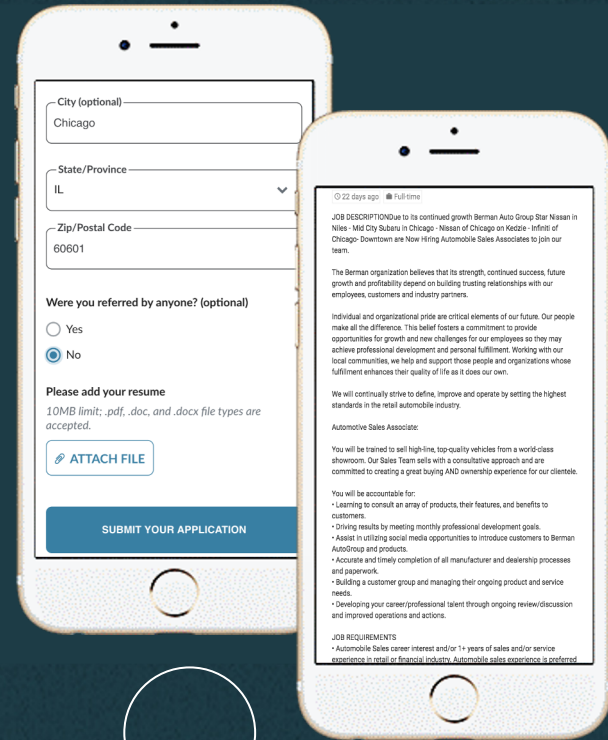 City (optional)
Chicago
State/Province
IL
Zip/Postal Code
60601
Were you referred by anyone? (optional)
Yes
No
Please add your resume
10MB limit; .pdf, .doc, and .docx file types are
accepted.
ATTACH FILE
SUBMIT YOUR APPLICATION
22 days ago Full-time
JOB DESCRIPTIONDue to its continued growth Berman Auto Group Star Nissan in
Niles - Mid City Subaru in Chicago - Nissan of Chicago on Kedzie - Infiniti of
Chicago- Downtown are Now Hiring Automobile Sales Associates to join our
team.
The Berman organization believes that its strength, continued success, future
growth and profitability depend on building trusting relationships with our
employees, customers and industry partners.
Individual and organizational pride are critical elements of our future. Our people
make all the difference. This belief fosters a commitment to provide
opportunities for growth and new challenges for our employees so they may
achieve professional development and personal fulfillment. Working with our
local communities, we help and support those people and organizations whose
fulfillment enhances their quality of life as it does our own.
We will continually strive to define, improve and operate by setting the highest
standards in the retail automobile industry.
Automotive Sales Associate:
You will be trained to sell high-line, top-quality vehicles from a world-class
showroom. Our Sales Team sells with a consultative approach and are
committed to creating a great buying AND ownership experience for our clientele.
You will be accountable for:
• Learning to consult an array of products, their features, and benefits to
customers.
• Driving results by meeting monthly professional development goals.
• Assist in utilizing social media opportunities to introduce customers to Berman
AutoGroup and products.
• Accurate and timely completion of all manufacturer and dealership processes
and paperwork.
• Building a customer group and managing their ongoing product and service
needs.
• Developing your career/professional talent through ongoing review/discussion
and improved operations and actions.
JOB REQUIREMENTS
• Automobile Sales career interest and/or 1+ years of sales and/or service
experience in retail or financial industry. Automobile sales experience is preferred